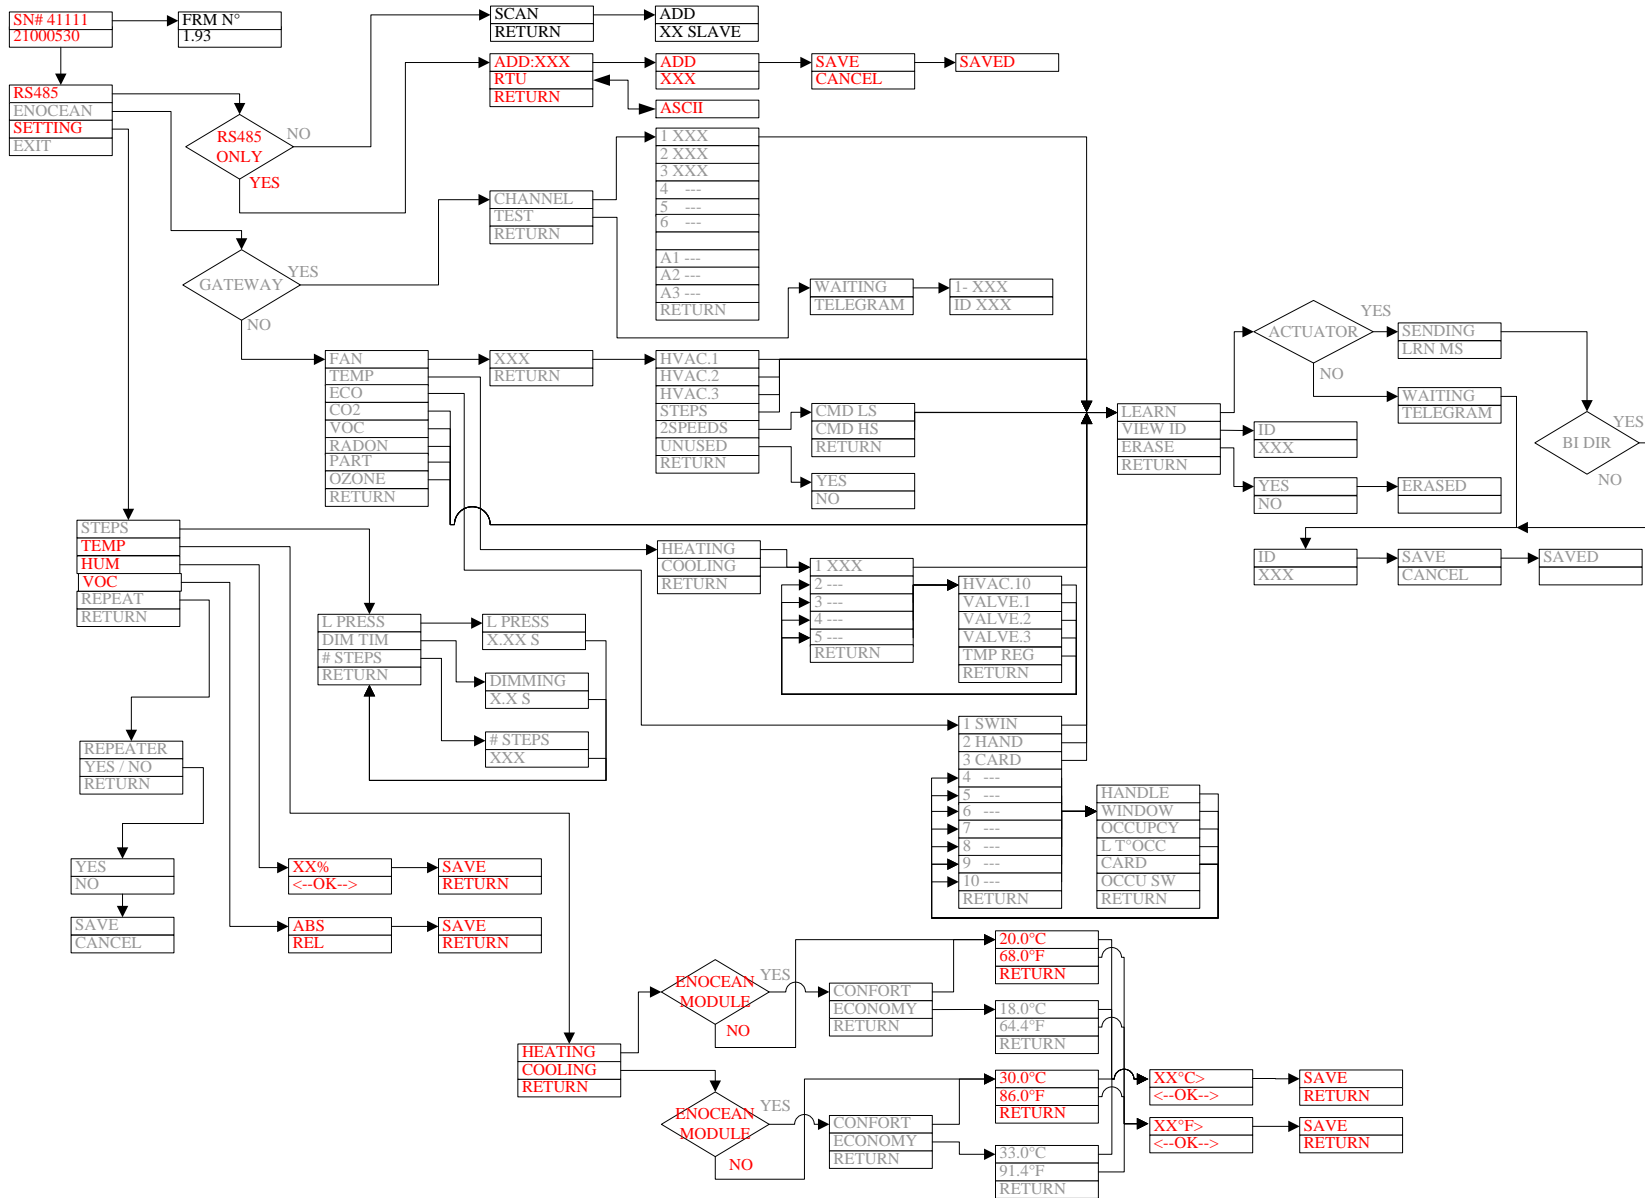 SN# 41111
21000530
FRM N°
1.93
SCAN
RETURN
ADD
XX SLAVE
ADD:XXX
RTU
RETURN
ADD
XXX
SAVE
CANCEL
SAVED
ASCII
RS485
ENOCEAN
SETTING
EXIT
RS485
ONLY
NO
YES
CHANNEL
TEST
RETURN
1 XXX
2 XXX
3 XXX
4 ---
5 ---
6 ---
A1 ---
A2 ---
A3 ---
RETURN
GATEWAY
YES
NO
WAITING
TELEGRAM
1- XXX
ID XXX
FAN
TEMP
ECO
CO2
VOC
RADON
PART
OZONE
RETURN
XXX
RETURN
HVAC.1
HVAC.2
HVAC.3
STEPS
2SPEEDS
UNUSED
RETURN
CMD LS
CMD HS
RETURN
YES
NO
LEARN
VIEW ID
ERASE
RETURN
ACTUATOR
YES
NO
SENDING
LRN MS
WAITING
TELEGRAM
BI DIR
YES
NO
ID
XXX
YES
NO
ERASED
ID
XXX
SAVE
CANCEL
SAVED
STEPS
TEMP
HUM
VOC
REPEAT
RETURN
HEATING
COOLING
RETURN
1 XXX
2 ---
3 ---
4 ---
5 ---
RETURN
HVAC.10
VALVE.1
VALVE.2
VALVE.3
TMP REG
RETURN
L PRESS
DIM TIM
# STEPS
RETURN
L PRESS
X.XX S
DIMMING
X.X S
# STEPS
XXX
REPEATER
YES / NO
RETURN
1 SWIN
2 HAND
3 CARD
4 ---
5 ---
6 ---
7 ---
8 ---
9 ---
10 ---
RETURN
HANDLE
WINDOW
OCCUPCY
L T°OCC
CARD
OCCU SW
RETURN
YES
NO
SAVE
CANCEL
XX%
<--OK-->
SAVE
RETURN
ABS
REL
SAVE
RETURN
ENOCEAN
MODULE
YES
NO
CONFORT
ECONOMY
RETURN
20.0°C
68.0°F
RETURN
18.0°C
64.4°F
RETURN
HEATING
COOLING
RETURN
ENOCEAN
MODULE
YES
NO
CONFORT
ECONOMY
RETURN
30.0°C
86.0°F
RETURN
33.0°C
91.4°F
RETURN
XX°C>
<--OK-->
SAVE
RETURN
XX°F>
<--OK-->
SAVE
RETURN